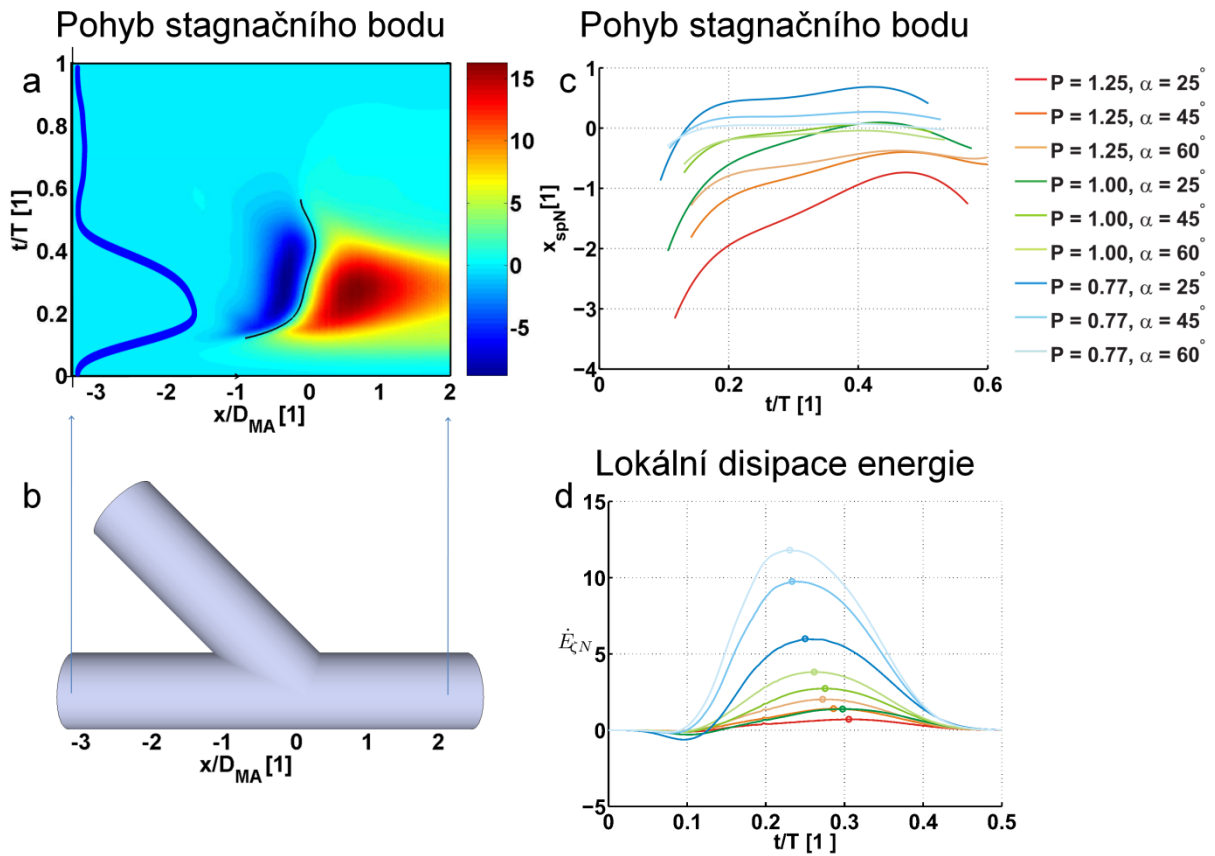 Pohyb stagnačního bodu
a
1
0.8
0.6
0.4
0.2
0
t/T [1]
-3
-1
0
1
2
x/D_MA [1]
15
10
5
0
-5
b
-3
-2
-1
0
1
2
x/D_MA [1]
Pohyb stagnačního bodu
c
1
0
−1
−2
−3
−4
x_spN [1]
0
0.2
0.4
0.6
t/T [1]
P = 1.25, α = 25°
P = 1.25, α = 45°
P = 1.25, α = 60°
P = 1.00, α = 25°
P = 1.00, α = 45°
P = 1.00, α = 60°
P = 0.77, α = 25°
P = 0.77, α = 45°
P = 0.77, α = 60°
Lokální disipace energie
d
15
10
5
0
−5
Ė_ζN
0
0.1
0.2
0.3
0.4
0.5
t/T [1 ]